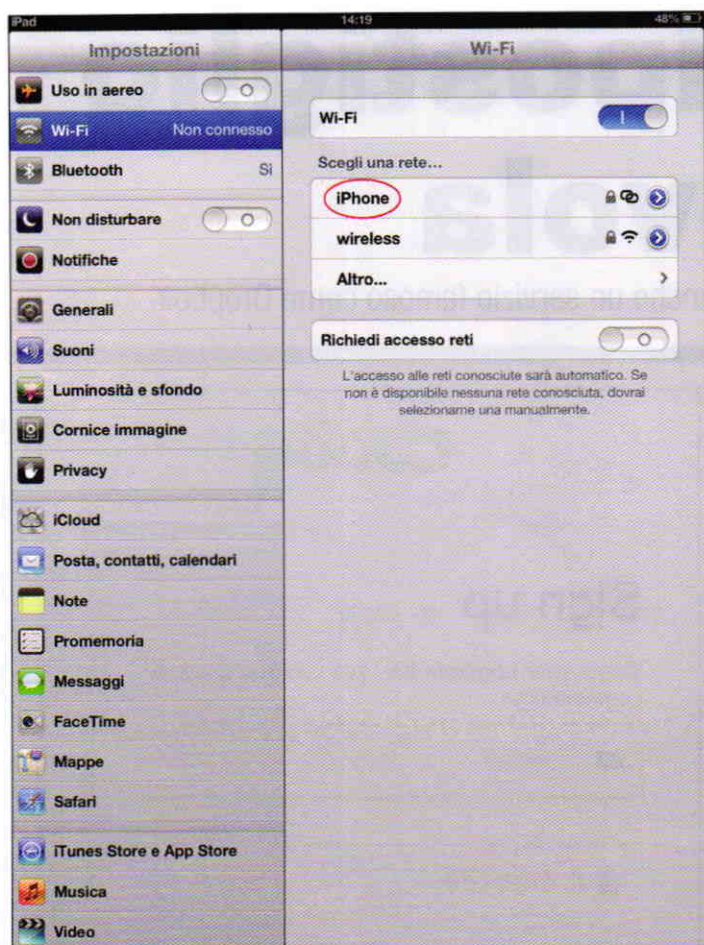 iPad
14:19
48%
Impostazioni
Uso in aereo
Wi-Fi Non connesso
Bluetooth Sì
Non disturbare
Notifiche
Generali
Suoni
Luminosità e sfondo
Cornice immagine
Privacy
iCloud
Posta, contatti, calendari
Note
Promemoria
Messaggi
FaceTime
Mappe
Safari
iTunes Store e App Store
Musica
Video
Wi-Fi
Wi-Fi
Scegli una rete...
iPhone
wireless
Altro...
Richiedi accesso reti
L'accesso alle reti conosciute sarà automatico. Se
non è disponibile nessuna rete conosciuta, dovrai
selezionarne una manualmente.
Sign up